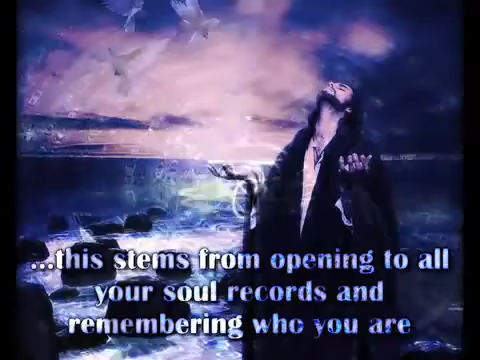 ...this stems from opening to all
your soul records and
remembering who you are